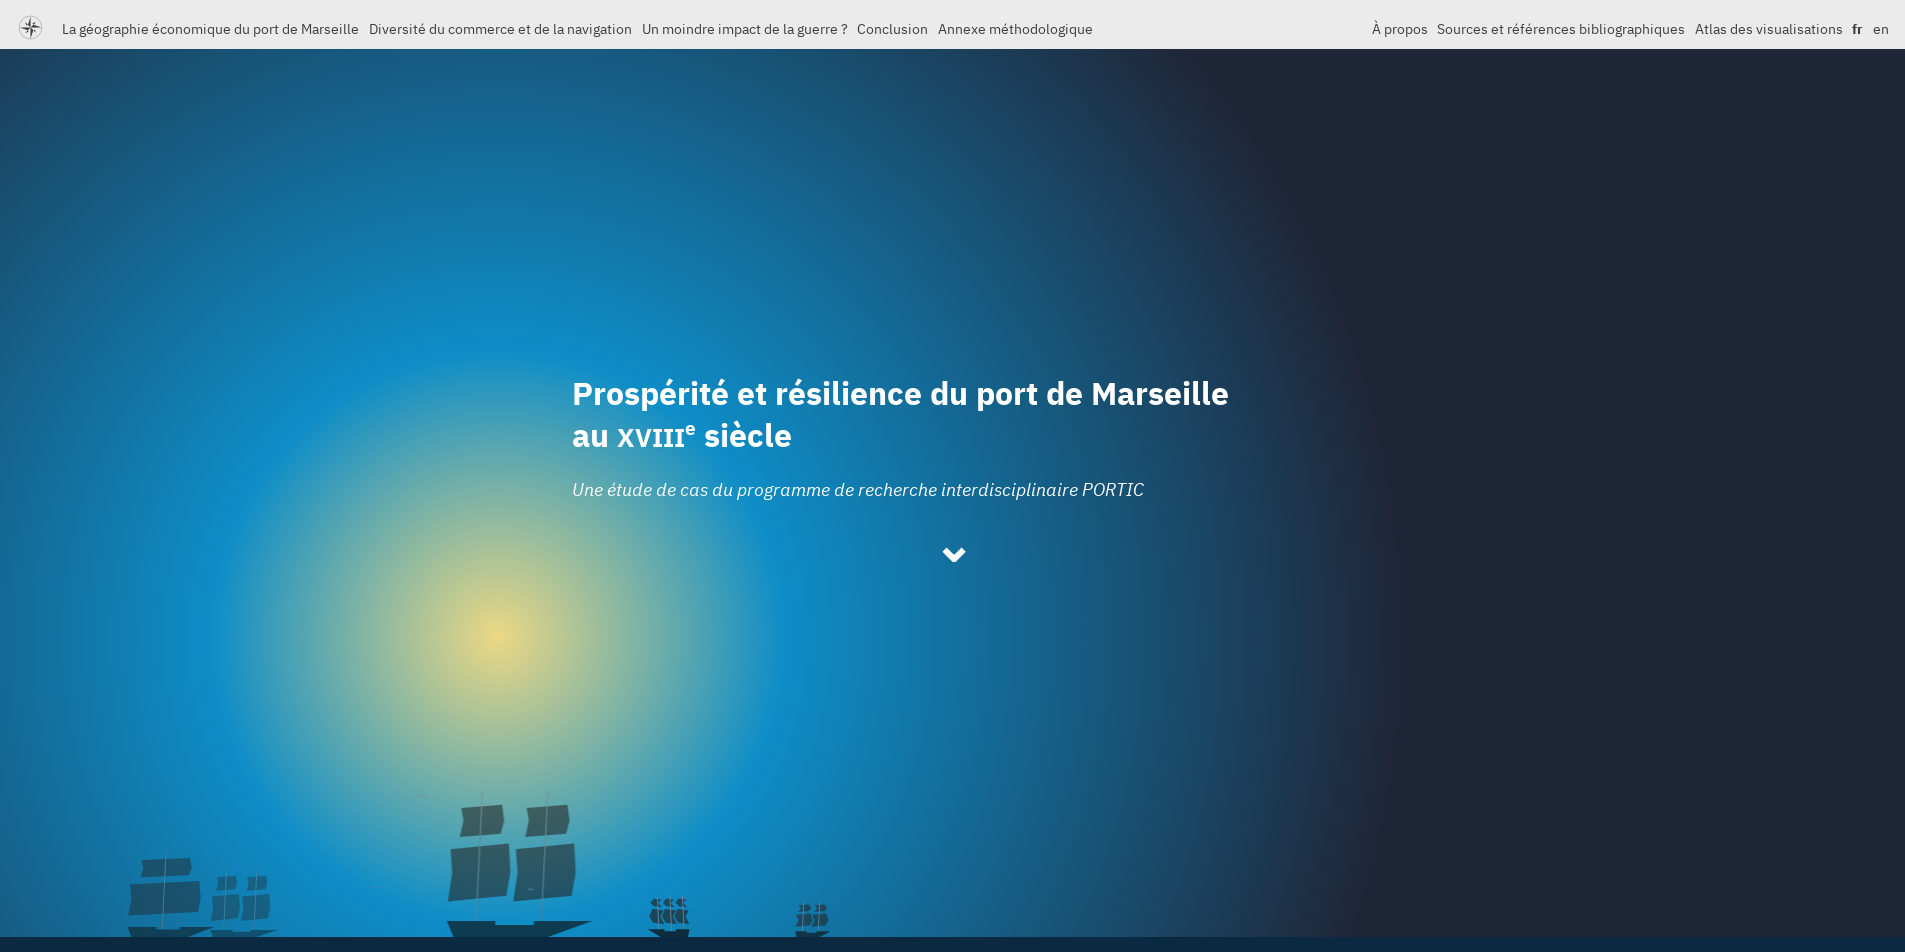 La géographie économique du port de Marseille Diversité du commerce et de la navigation Un moindre impact de la guerre ? Conclusion Annexe méthodologique À propos Sources et références bibliographiques Atlas des visualisations fr en
Prospérité et résilience du port de Marseille
au XVIIIe siècle
Une étude de cas du programme de recherche interdisciplinaire PORTIC